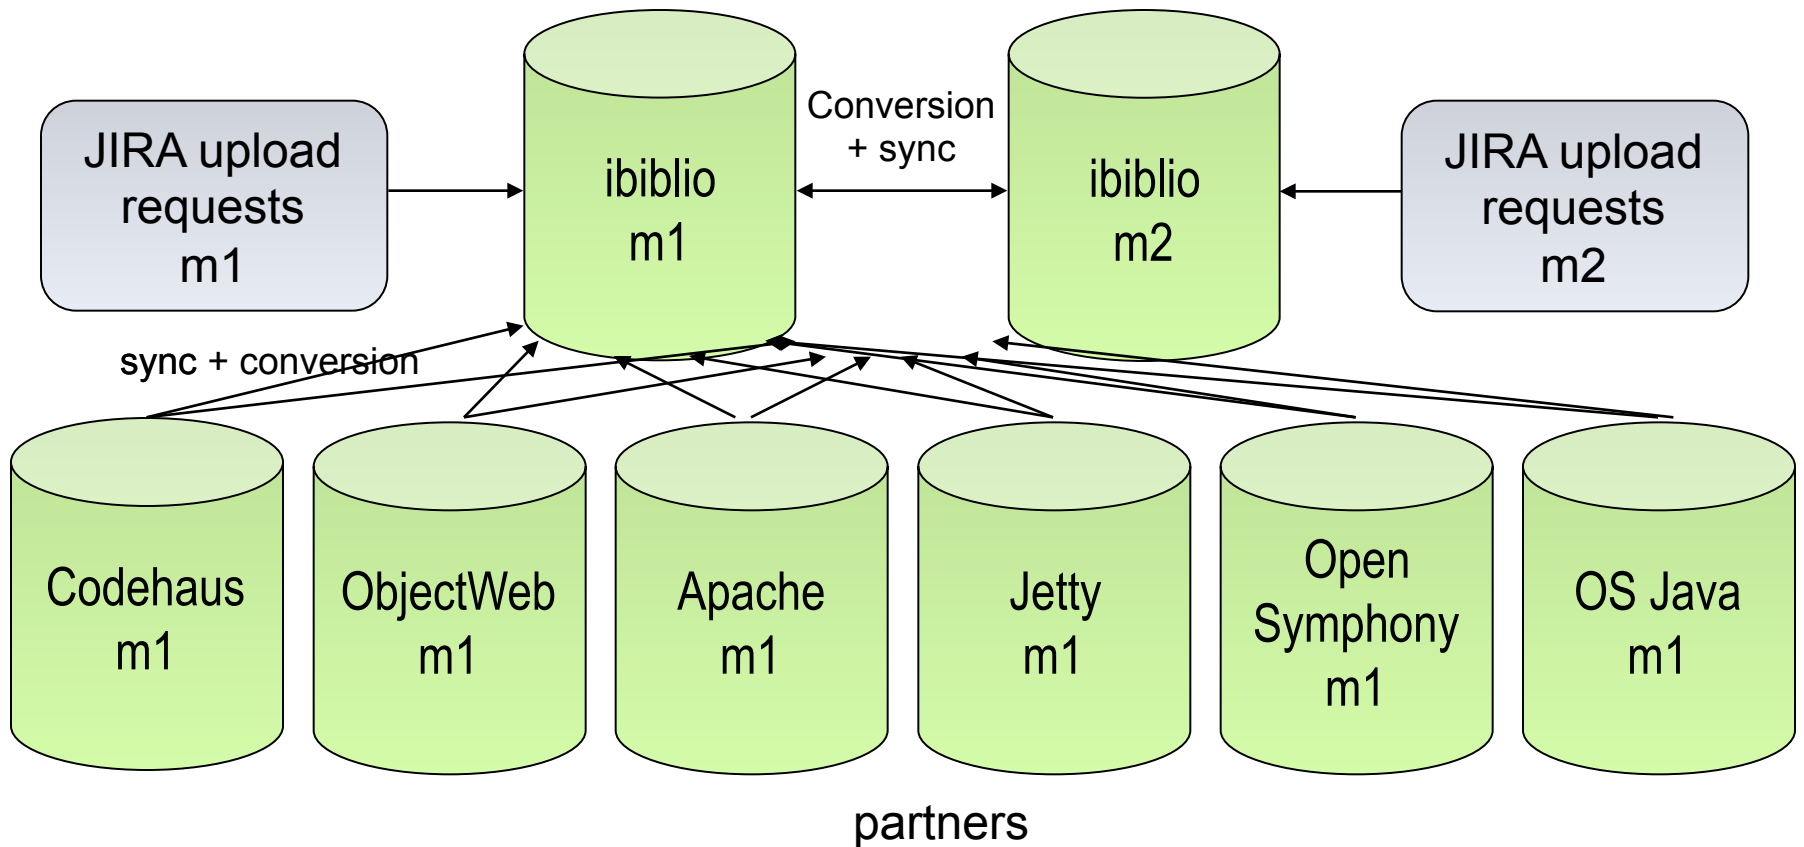 JIRA upload
requests
m1
ibiblio
m1
Conversion
+ sync
ibiblio
m2
JIRA upload
requests
m2
sync + conversion
Codehaus
m1
ObjectWeb
m1
Apache
m1
Jetty
m1
Open
Symphony
m1
OS Java
m1
partners